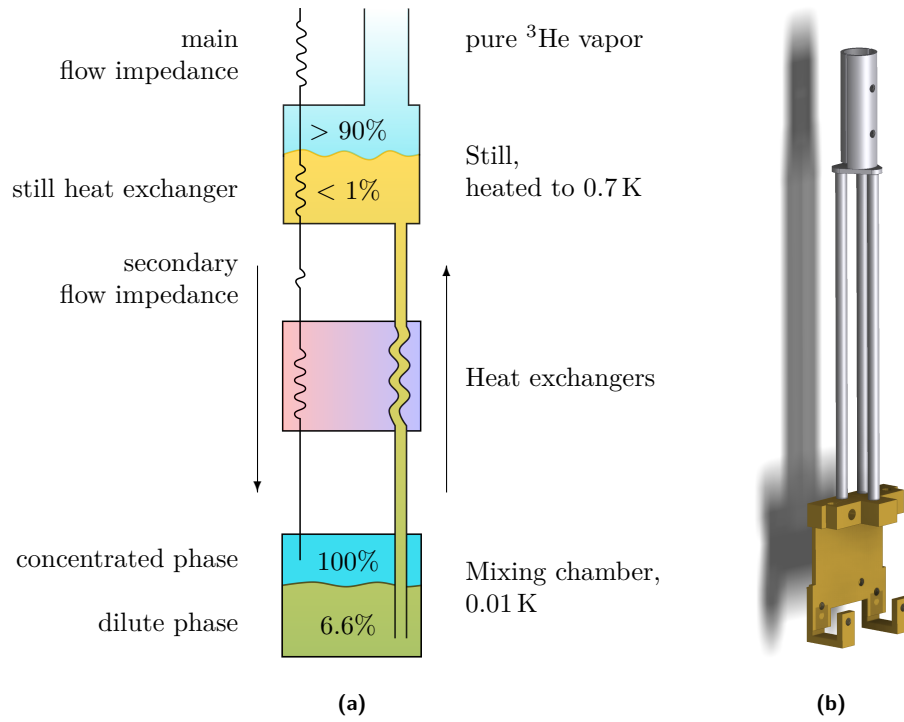 main
flow impedance
pure ³He vapor
> 90%
still heat exchanger
< 1%
Still,
heated to 0.7 K
secondary
flow impedance
Heat exchangers
concentrated phase
100%
Mixing chamber,
0.01 K
dilute phase
6.6%
(a)
(b)